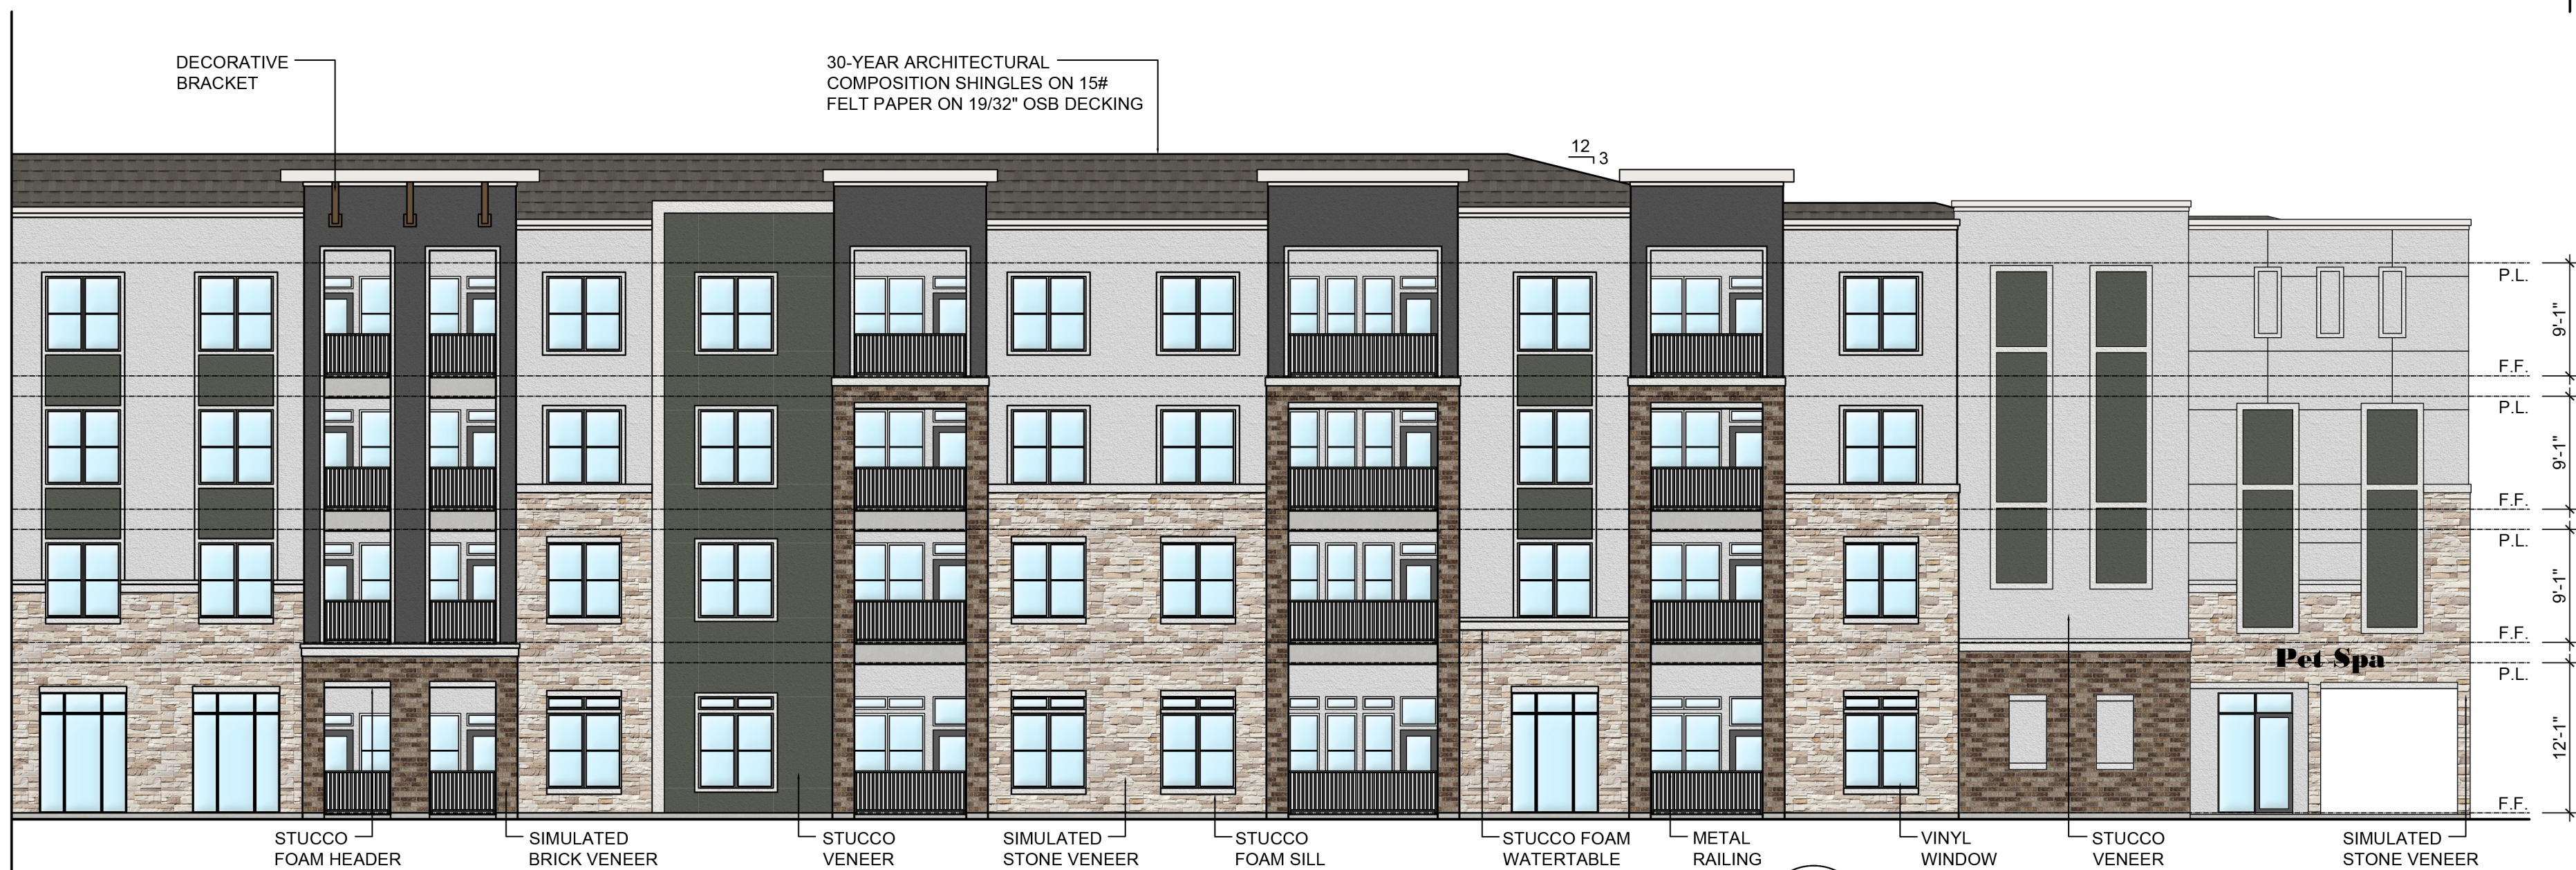 DECORATIVE
BRACKET
30-YEAR ARCHITECTURAL
COMPOSITION SHINGLES ON 15#
FELT PAPER ON 19/32" OSB DECKING
12
3
P.L.
9'-1"
F.F.
P.L.
9'-1"
F.F.
P.L.
9'-1"
F.F.
Pet Spa
P.L.
12'-1"
F.F.
STUCCO
FOAM HEADER
SIMULATED
BRICK VENEER
STUCCO
VENEER
SIMULATED
STONE VENEER
STUCCO
FOAM SILL
STUCCO FOAM
WATERTABLE
METAL
RAILING
VINYL
WINDOW
STUCCO
VENEER
SIMULATED
STONE VENEER